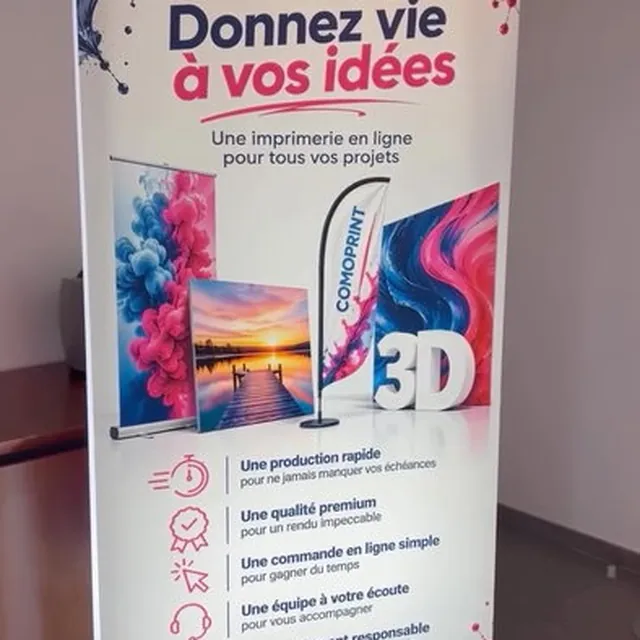 Donnez vie
à vos idées
Une imprimerie en ligne
pour tous vos projets
COMOPRINT
3D
Une production rapide
pour ne jamais manquer vos échéances
Une qualité premium
pour un rendu impeccable
Une commande en ligne simple
pour gagner du temps
Une équipe à votre écoute
pour vous accompagner
responsable